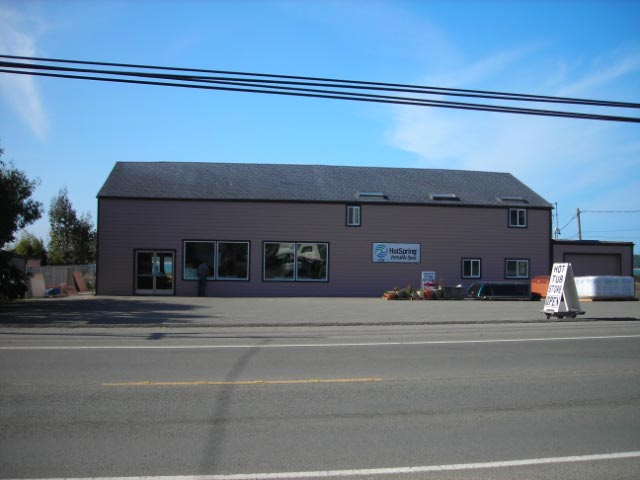 HotSpring
Portable Spas
HOT
TUB
STORE
OPEN